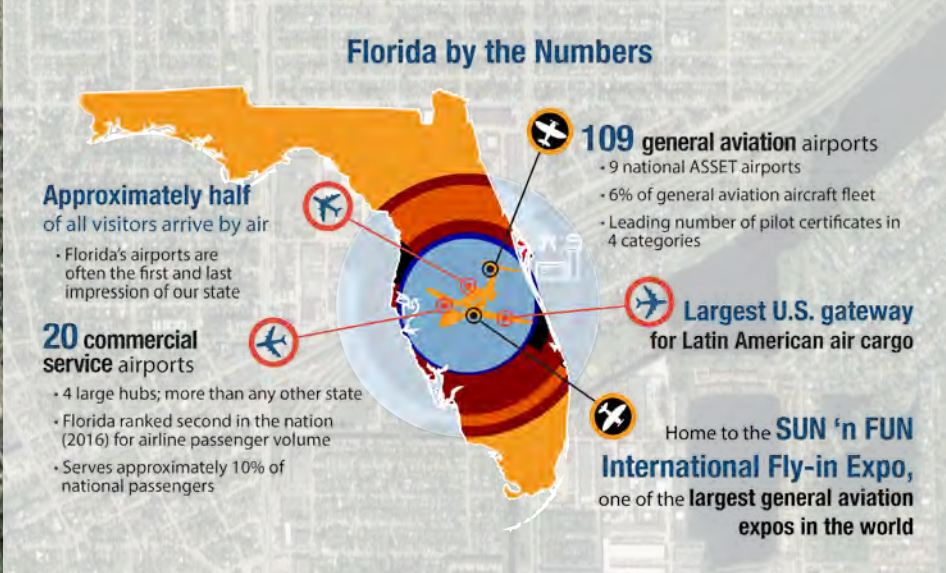 Florida by the Numbers
109 general aviation airports
• 9 national ASSET airports
• 6% of general aviation aircraft fleet
• Leading number of pilot certificates in
4 categories
Approximately half
of all visitors arrive by air
• Florida's airports are
often the first and last
impression of our state
Largest U.S. gateway
for Latin American air cargo
20 commercial
service airports
• 4 large hubs; more than any other state
• Florida ranked second in the nation
(2016) for airline passenger volume
• Serves approximately 10% of
national passengers
Home to the SUN 'n FUN
International Fly-in Expo,
one of the largest general aviation
expos in the world